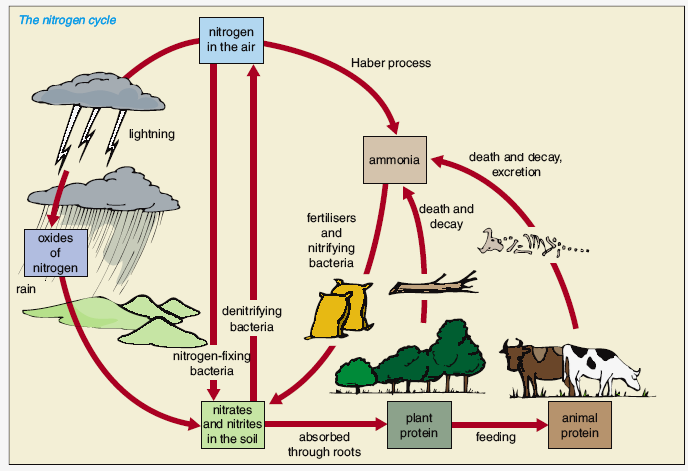 The nitrogen cycle
nitrogen
in the air
Haber process
lightning
ammonia
death and decay,
excretion
fertilisers
and
nitrifying
bacteria
death and
decay
oxides
of
nitrogen
rain
denitrifying
bacteria
nitrogen-fixing
bacteria
nitrates
and nitrites
in the soil
absorbed
through roots
plant
protein
feeding
animal
protein